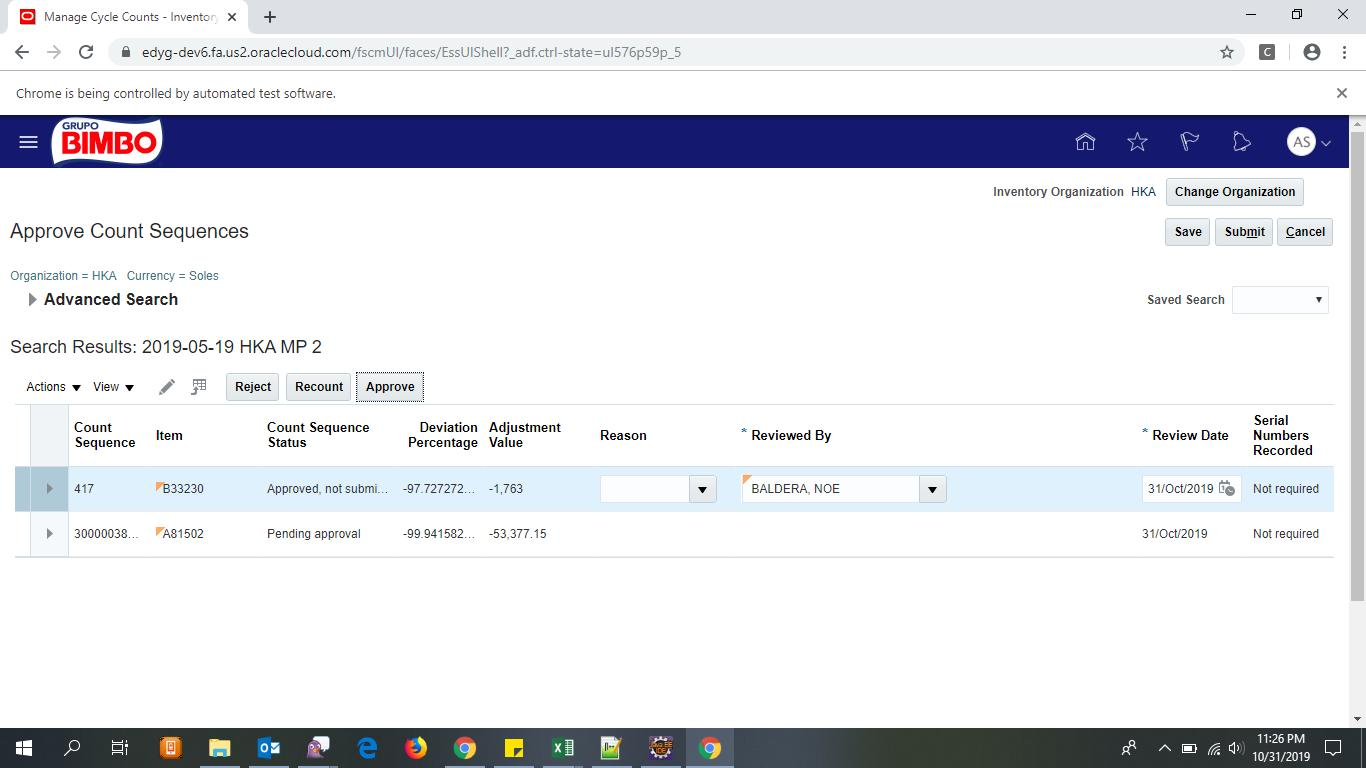 Manage Cycle Counts - Inventory
edyg-dev6.fa.us2.oraclecloud.com/fscmUI/faces/EssUIShell?_adf.ctrl-state=ul576p59p_5
C
Chrome is being controlled by automated test software.
GRUPO
BIMBO
AS
Inventory Organization HKA Change Organization
Approve Count Sequences
Save Submit Cancel
Organization = HKA Currency = Soles
Advanced Search
Saved Search
Search Results: 2019-05-19 HKA MP 2
Actions View Reject Recount Approve
Count Sequence Item Count Sequence Status Deviation Percentage Adjustment Value Reason * Reviewed By * Review Date Serial Numbers Recorded
417 B33230 Approved, not submi... -97.727272... -1,763 BALDERA, NOE 31/Oct/2019 Not required
30000038... A81502 Pending approval -99.941582... -53,377.15 31/Oct/2019 Not required
11:26 PM
10/31/2019